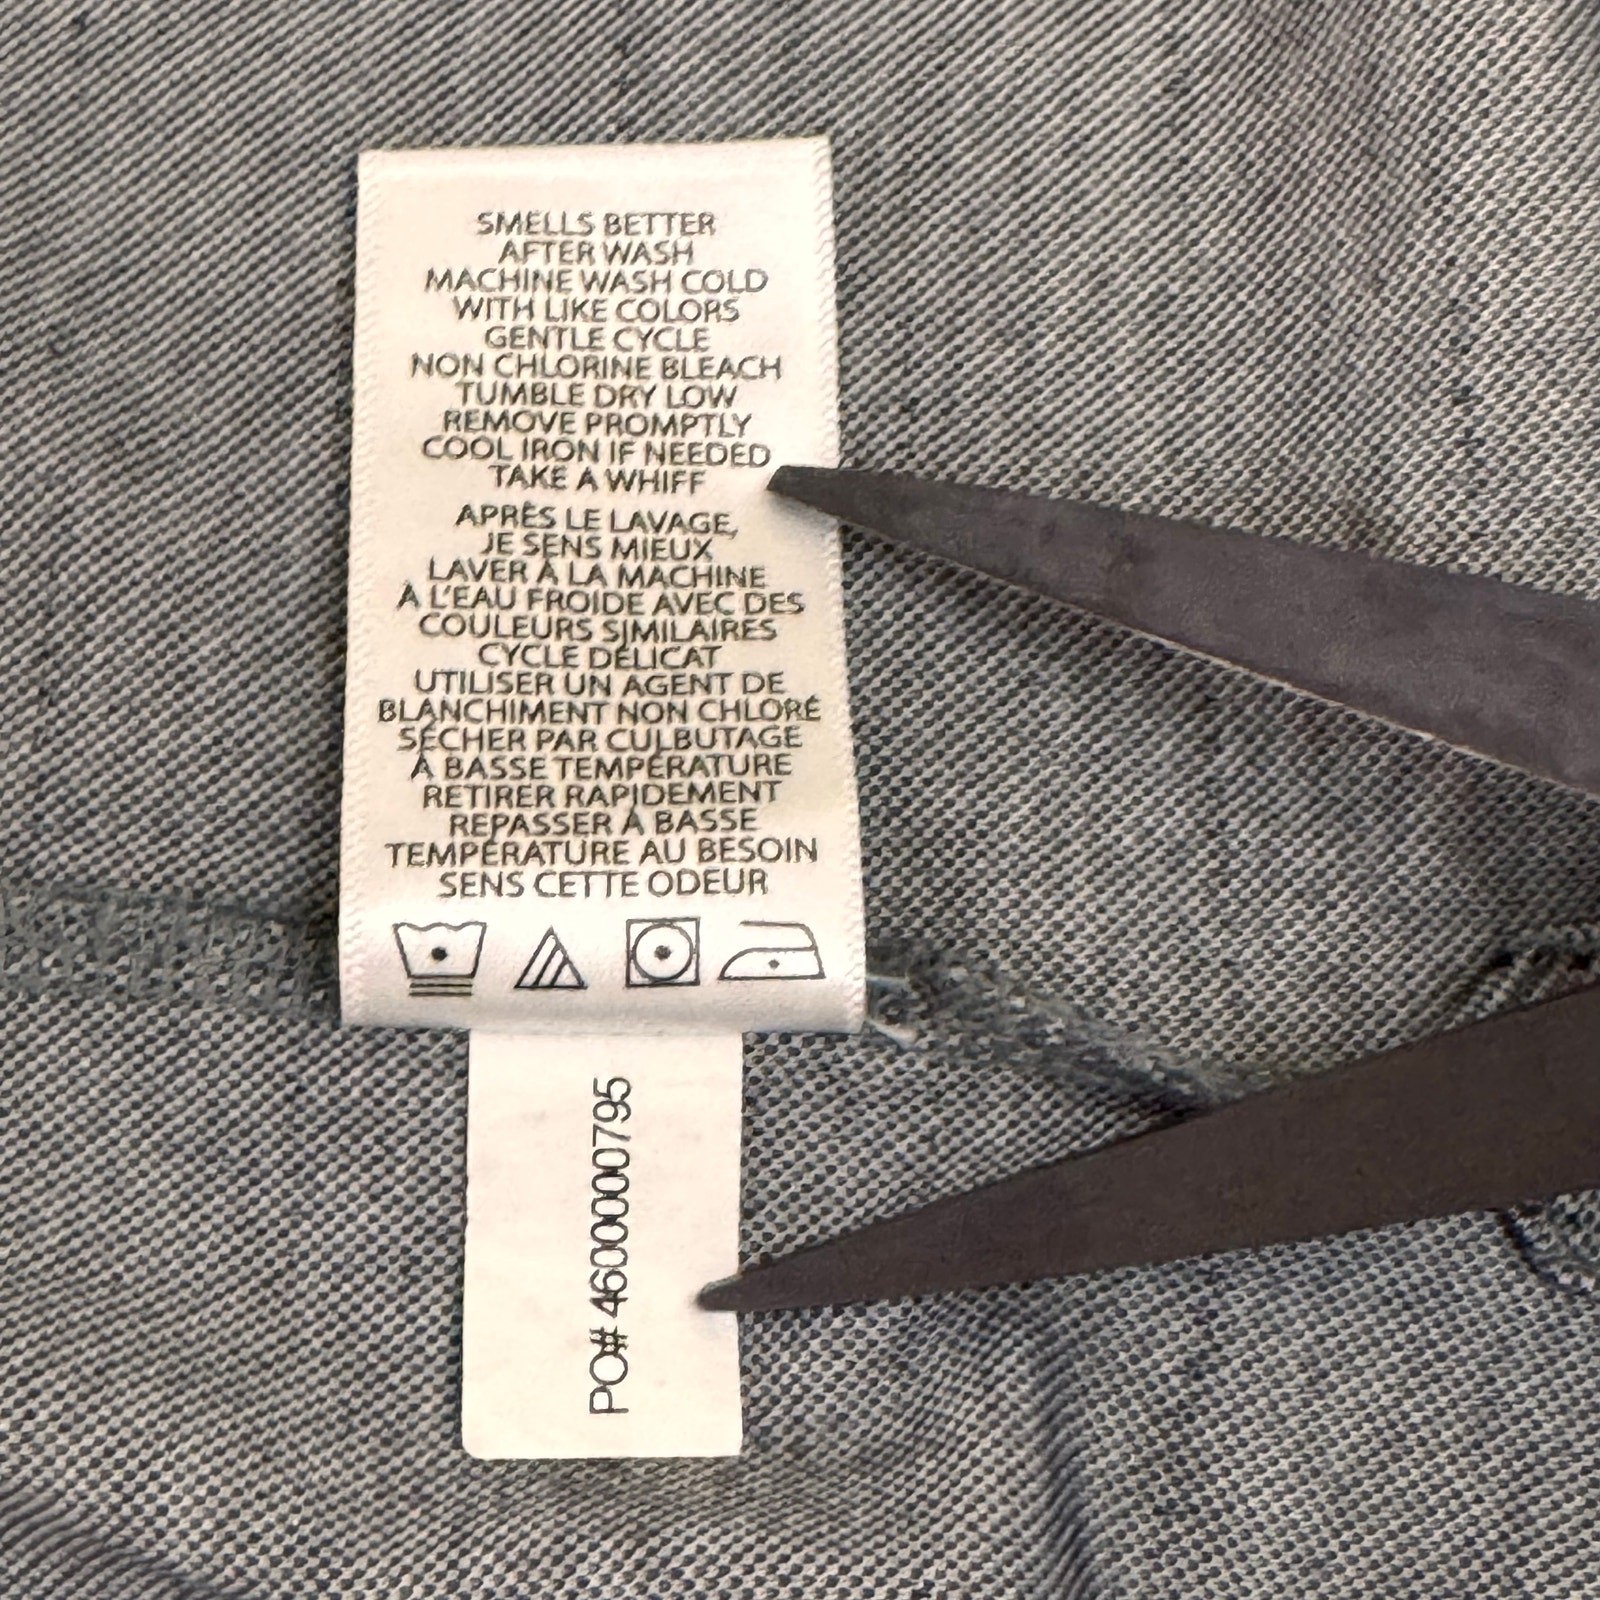 SMELLS BETTER
AFTER WASH
MACHINE WASH COLD
WITH LIKE COLORS
GENTLE CYCLE
NON CHLORINE BLEACH
TUMBLE DRY LOW
REMOVE PROMPTLY
COOL IRON IF NEEDED
TAKE A WHIFF
APRÈS LE LAVAGE,
JE SENS MIEUX
LAVER À LA MACHINE
À L'EAU FROIDE AVEC DES
COULEURS SIMILAIRES
CYCLE DÉLICAT
UTILISER UN AGENT DE
BLANCHIMENT NON CHLORÉ
SÉCHER PAR CULBUTAGE
À BASSE TEMPÉRATURE
RETIRER RAPIDEMENT
REPASSER À BASSE
TEMPÉRATURE AU BESOIN
SENS CETTE ODEUR
PO# 4600000795